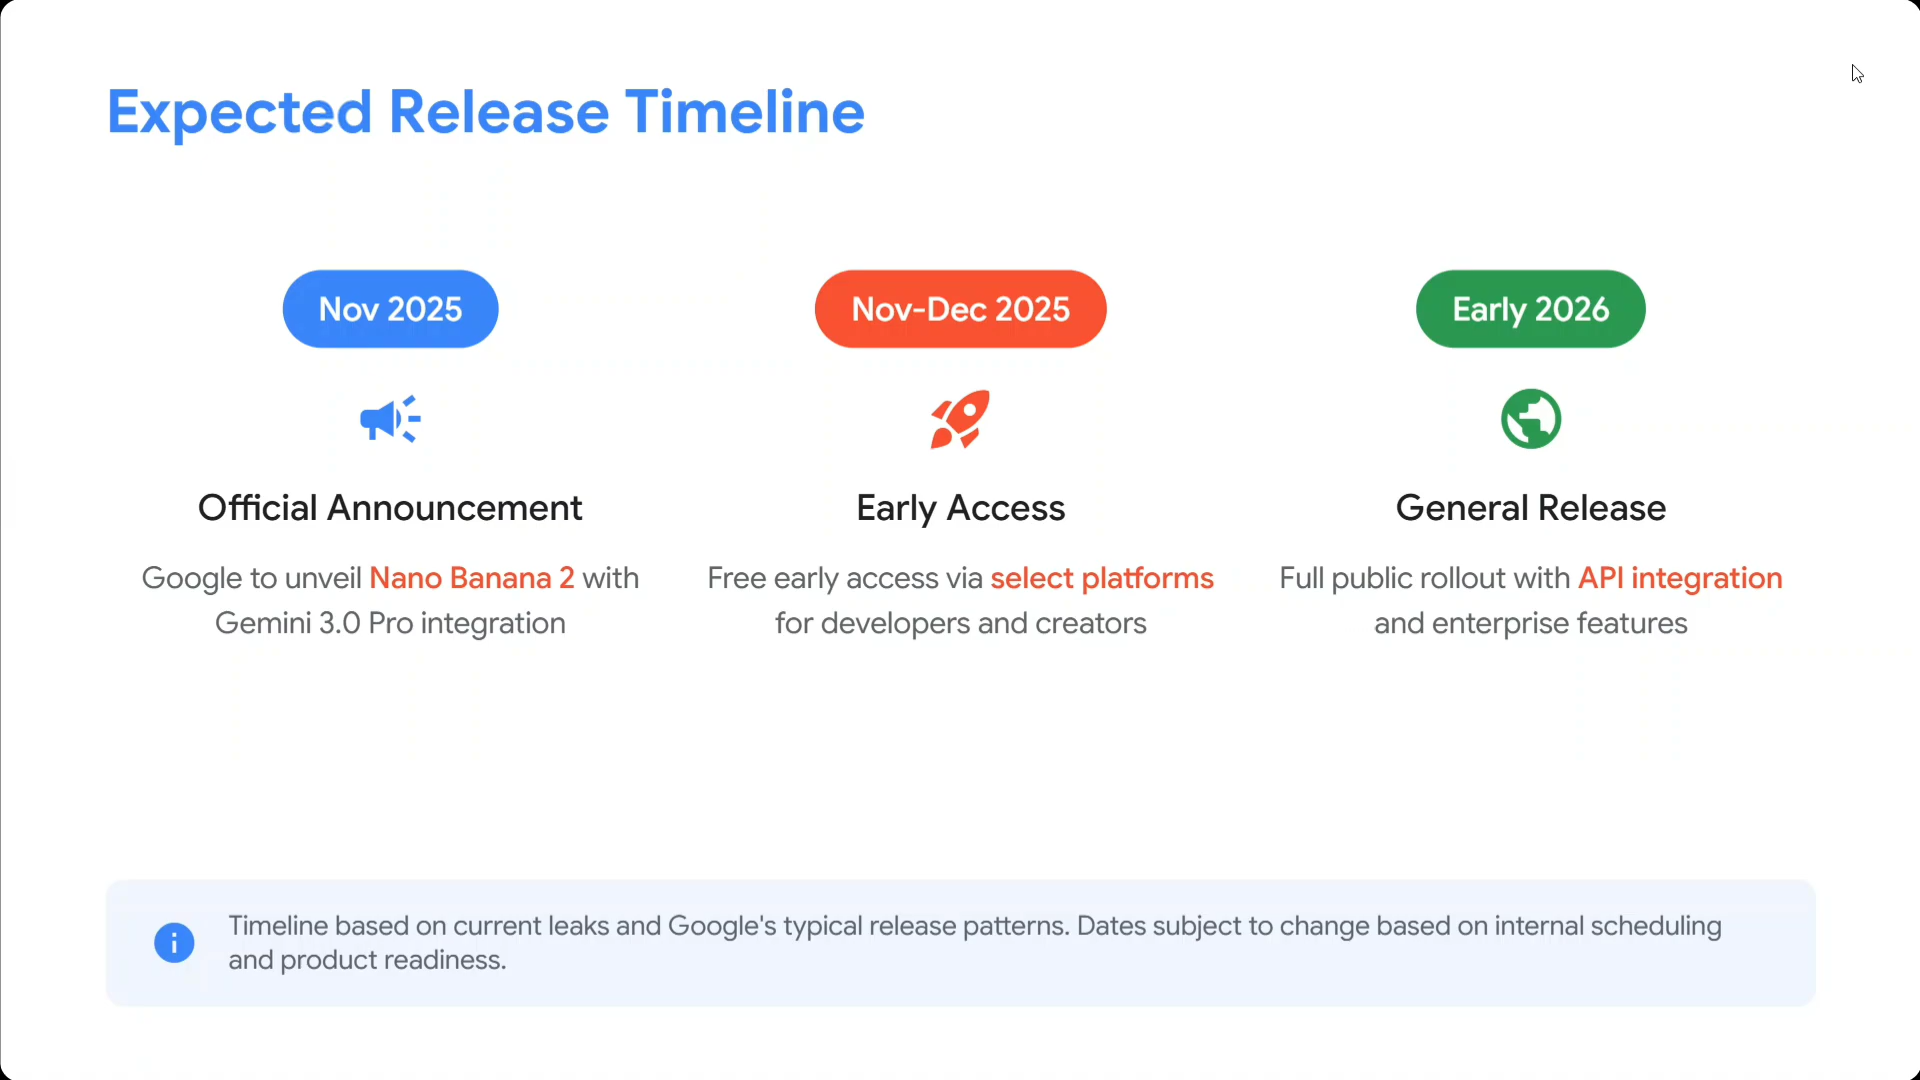 Expected Release Timeline
Nov 2025
Official Announcement
Google to unveil Nano Banana 2 with
Gemini 3.0 Pro integration
Nov-Dec 2025
Early Access
Free early access via select platforms
for developers and creators
Early 2026
General Release
Full public rollout with API integration
and enterprise features
Timeline based on current leaks and Google's typical release patterns. Dates subject to change based on internal scheduling
and product readiness.